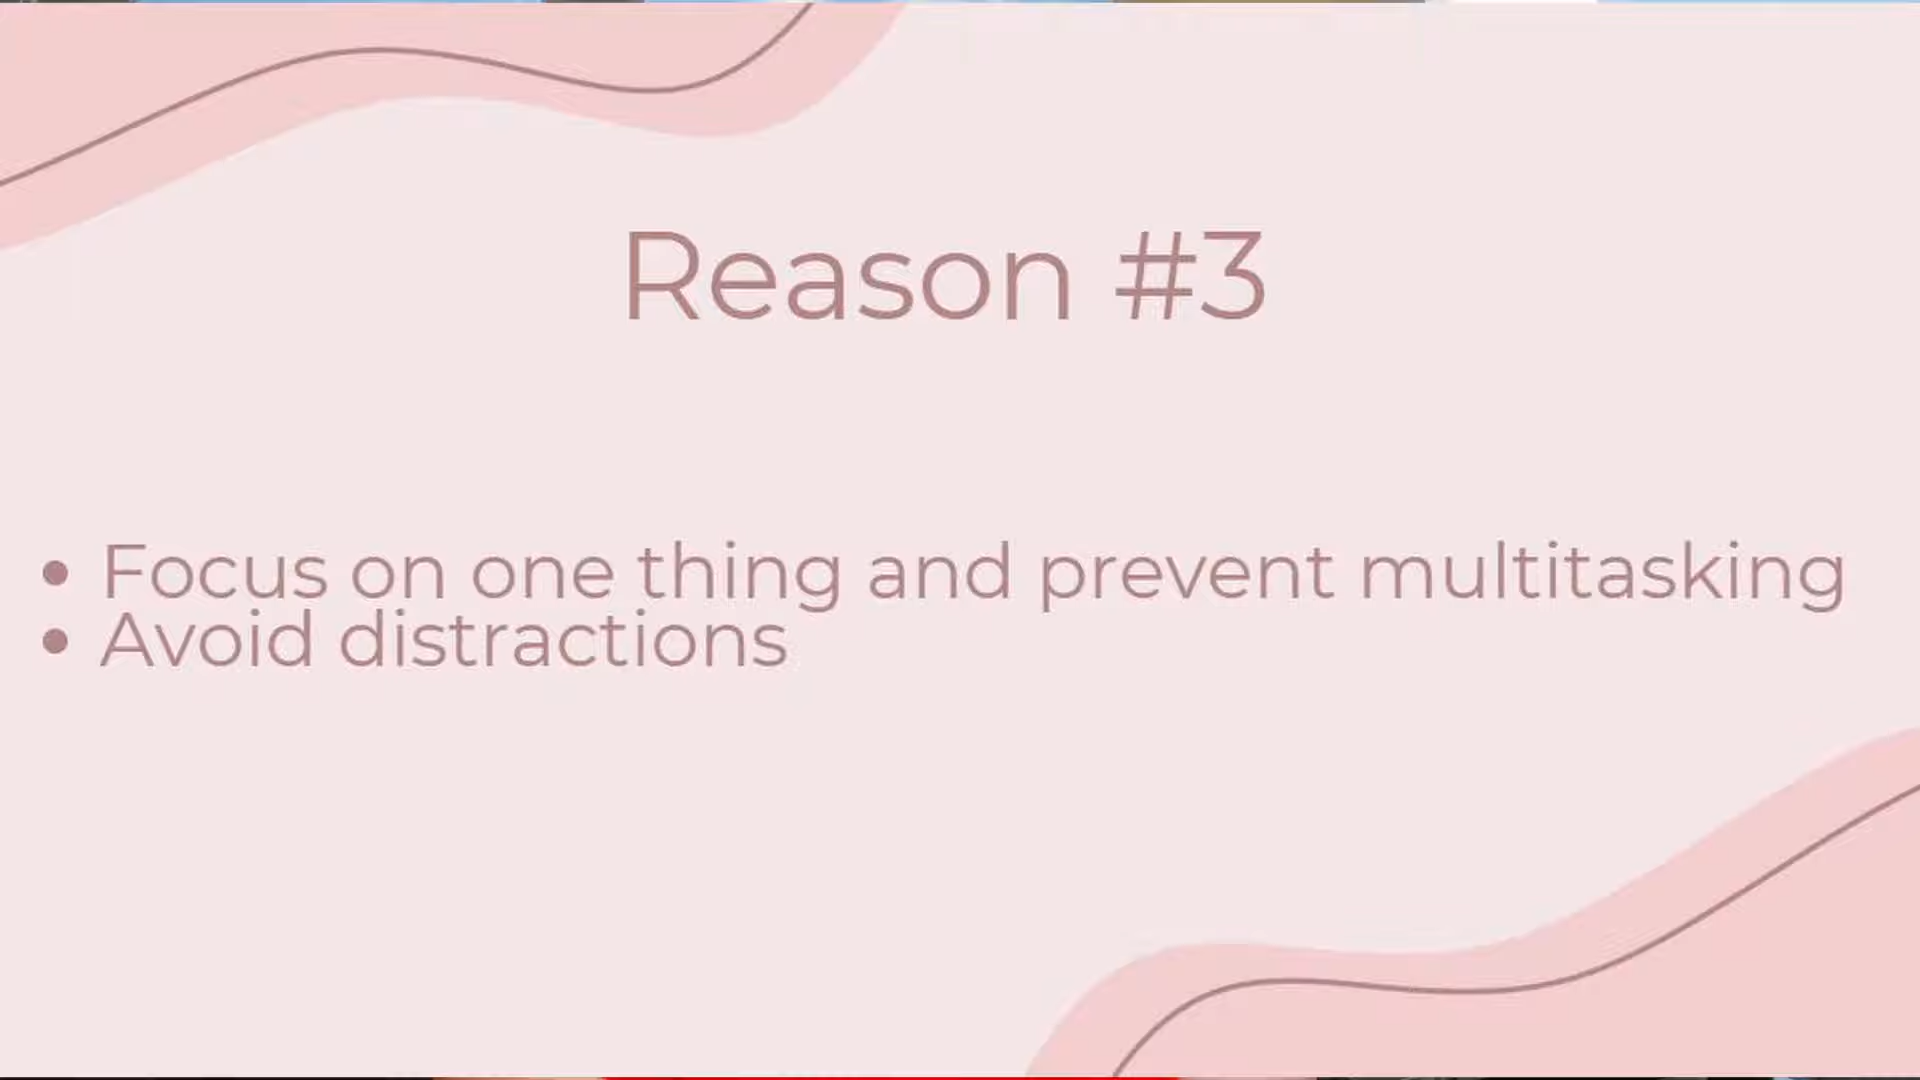 Reason #3
• Focus on one thing and prevent multitasking
• Avoid distractions